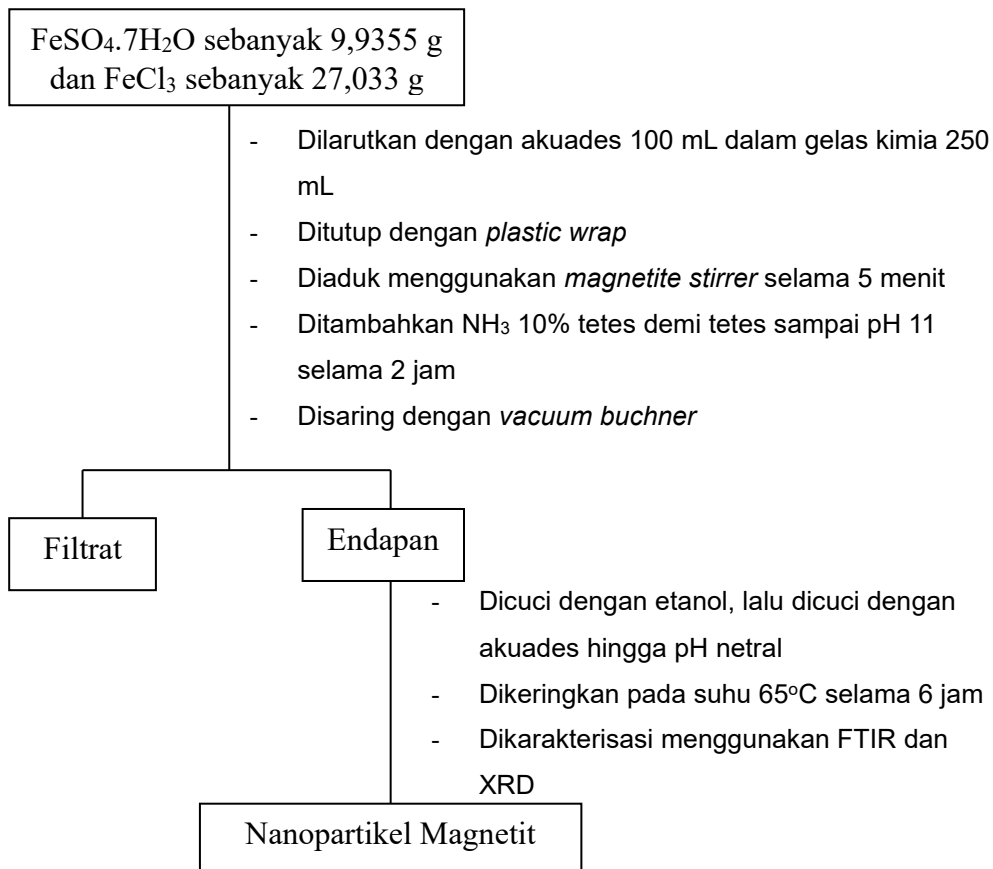 FeSO₄.7H₂O sebanyak 9,9355 g
dan FeCl₃ sebanyak 27,033 g
- Dilarutkan dengan akuades 100 mL dalam gelas kimia 250
mL
- Ditutup dengan plastic wrap
- Diaduk menggunakan magnetite stirrer selama 5 menit
- Ditambahkan NH₃ 10% tetes demi tetes sampai pH 11
selama 2 jam
- Disaring dengan vacuum buchner
Filtrat
Endapan
- Dicuci dengan etanol, lalu dicuci dengan
akuades hingga pH netral
- Dikeringkan pada suhu 65°C selama 6 jam
- Dikarakterisasi menggunakan FTIR dan
XRD
Nanopartikel Magnetit